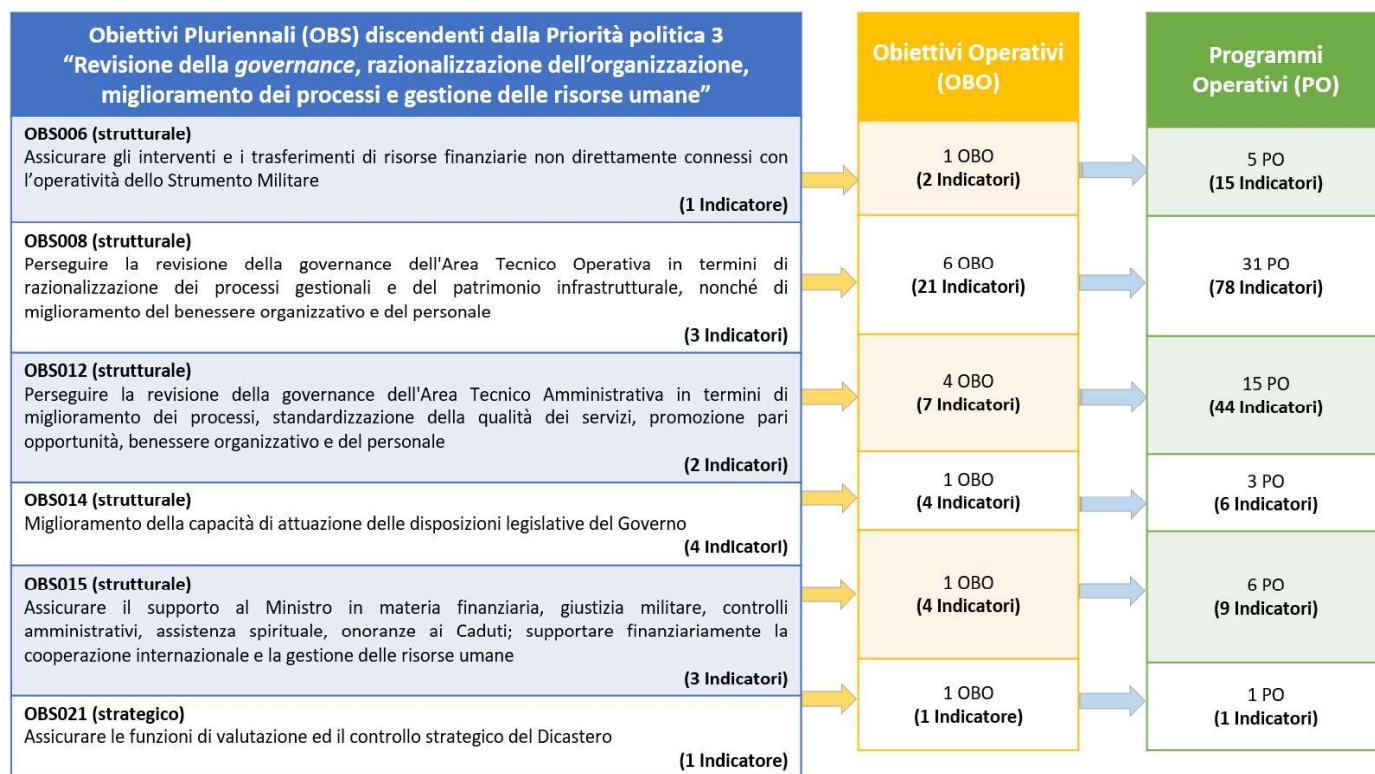 Obiettivi Pluriennali (OBS) discendenti dalla Priorità politica 3
“Revisione della governance, razionalizzazione dell’organizzazione,
miglioramento dei processi e gestione delle risorse umane”
Obiettivi Operativi
(OBO)
Programmi
Operativi (PO)
OBS006 (strutturale)
Assicurare gli interventi e i trasferimenti di risorse finanziarie non direttamente connessi con
l’operatività dello Strumento Militare
(1 Indicatore)
1 OBO
(2 Indicatori)
5 PO
(15 Indicatori)
OBS008 (strutturale)
Perseguire la revisione della governance dell'Area Tecnico Operativa in termini di
razionalizzazione dei processi gestionali e del patrimonio infrastrutturale, nonché di
miglioramento del benessere organizzativo e del personale
(3 Indicatori)
6 OBO
(21 Indicatori)
31 PO
(78 Indicatori)
OBS012 (strutturale)
Perseguire la revisione della governance dell'Area Tecnico Amministrativa in termini di
miglioramento dei processi, standardizzazione della qualità dei servizi, promozione pari
opportunità, benessere organizzativo e del personale
(2 Indicatori)
4 OBO
(7 Indicatori)
15 PO
(44 Indicatori)
OBS014 (strutturale)
Miglioramento della capacità di attuazione delle disposizioni legislative del Governo
(4 Indicatori)
1 OBO
(4 Indicatori)
3 PO
(6 Indicatori)
OBS015 (strutturale)
Assicurare il supporto al Ministro in materia finanziaria, giustizia militare, controlli
amministrativi, assistenza spirituale, onoranze ai Caduti; supportare finanziariamente la
cooperazione internazionale e la gestione delle risorse umane
(3 Indicatori)
1 OBO
(4 Indicatori)
6 PO
(9 Indicatori)
OBS021 (strategico)
Assicurare le funzioni di valutazione ed il controllo strategico del Dicastero
(1 Indicatore)
1 OBO
(1 Indicatore)
1 PO
(1 Indicatori)